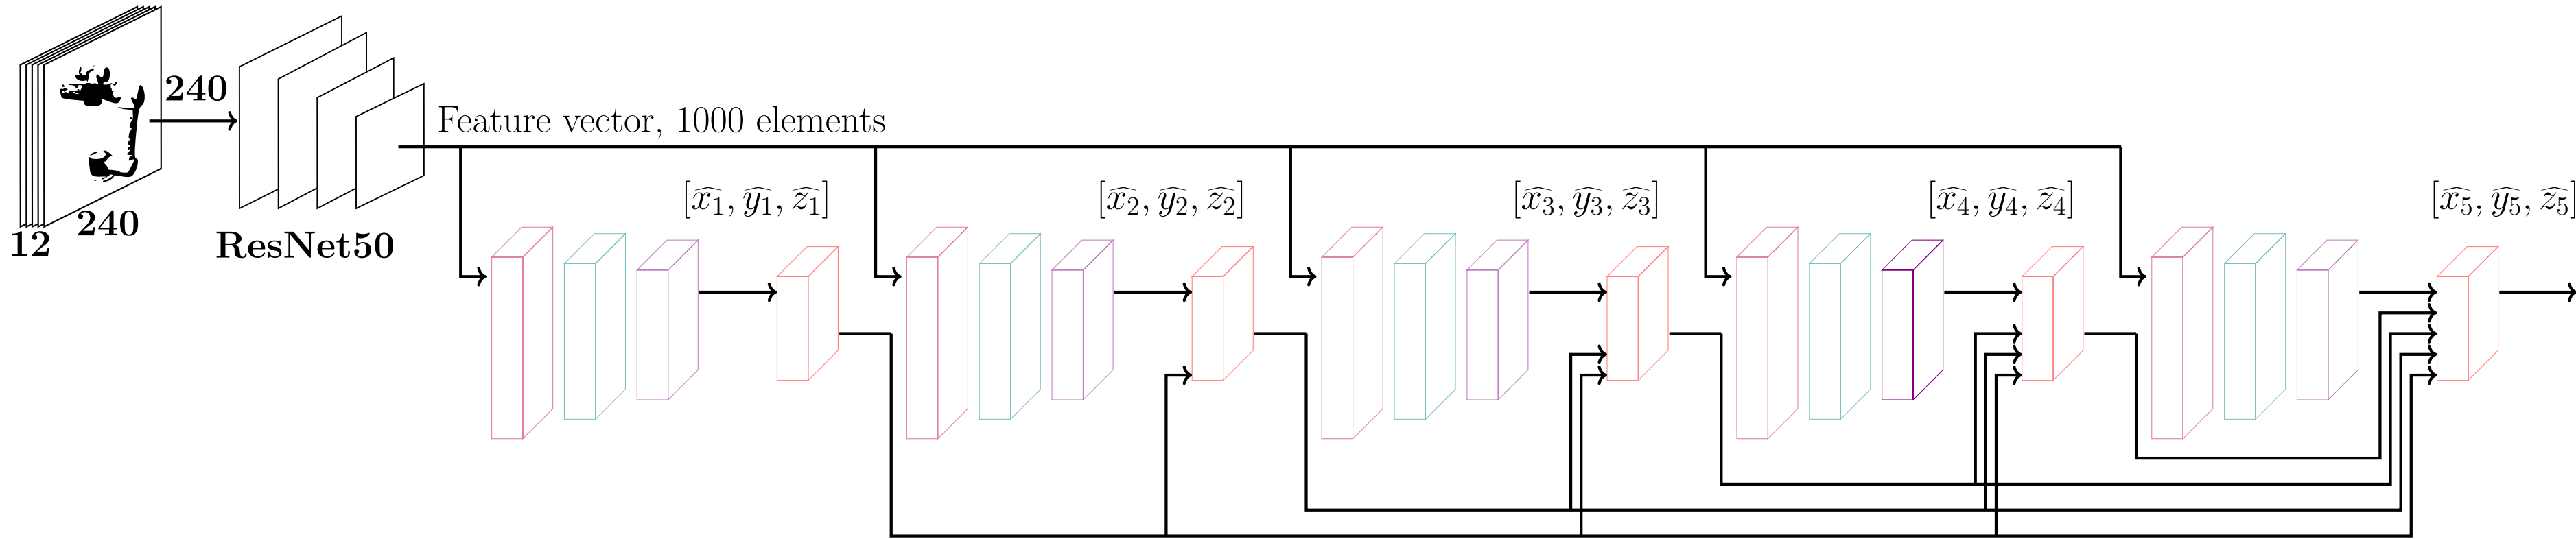 240
240
12
ResNet50
Feature vector, 1000 elements
[x̂₁, ŷ₁, ẑ₁]
[x̂₂, ŷ₂, ẑ₂]
[x̂₃, ŷ₃, ẑ₃]
[x̂₄, ŷ₄, ẑ₄]
[x̂₅, ŷ₅, ẑ₅]